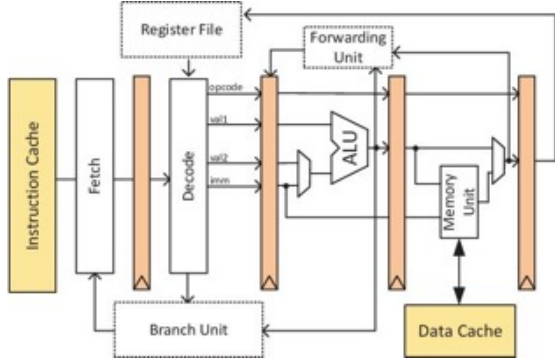 Register File
Forwarding
Unit
Instruction Cache
Fetch
Decode
opcode
val1
val2
imm
ALU
Memory
Unit
Branch Unit
Data Cache